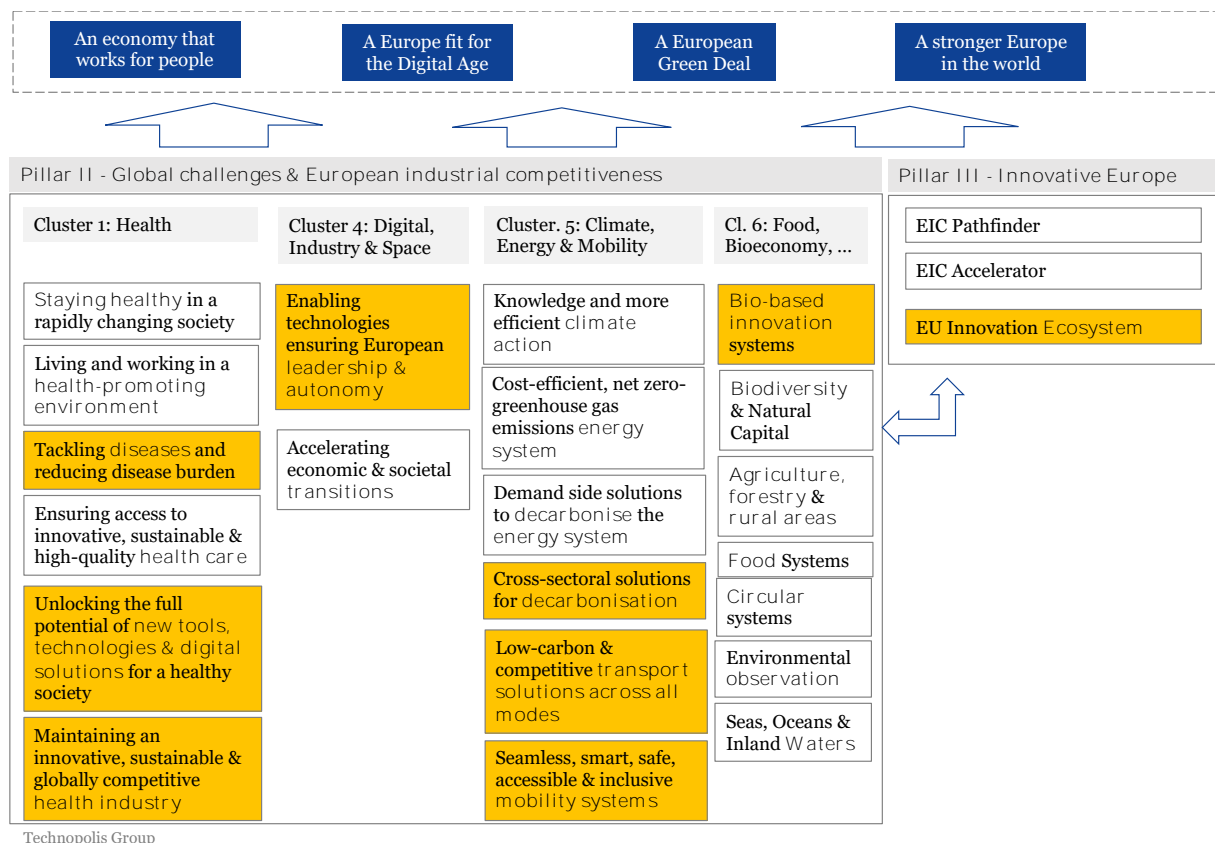 An economy that
works for people
A Europe fit for
the Digital Age
A European
Green Deal
A stronger Europe
in the world
Pillar II - Global challenges & European industrial competitiveness
Pillar III - Innovative Europe
Cluster 1: Health
Staying healthy in a
rapidly changing society
Living and working in a
health-promoting
environment
Tackling diseases and
reducing disease burden
Ensuring access to
innovative, sustainable &
high-quality health care
Unlocking the full
potential of new tools,
technologies & digital
solutions for a healthy
society
Maintaining an
innovative, sustainable &
globally competitive
health industry
Cluster 4: Digital,
Industry & Space
Enabling
technologies
ensuring European
leadership &
autonomy
Accelerating
economic & societal
transitions
Cluster. 5: Climate,
Energy & Mobility
Knowledge and more
efficient climate
action
Cost-efficient, net zero-
greenhouse gas
emissions energy
system
Demand side solutions
to decarbonise the
energy system
Cross-sectoral solutions
for decarbonisation
Low-carbon &
competitive transport
solutions across all
modes
Seamless, smart, safe,
accessible & inclusive
mobility systems
Cl. 6: Food,
Bioeconomy, ...
Bio-based
innovation
systems
Biodiversity
& Natural
Capital
Agriculture,
forestry &
rural areas
Food Systems
Circular
systems
Environmental
observation
Seas, Oceans &
Inland Waters
EIC Pathfinder
EIC Accelerator
EU Innovation Ecosystem
Technopolis Group